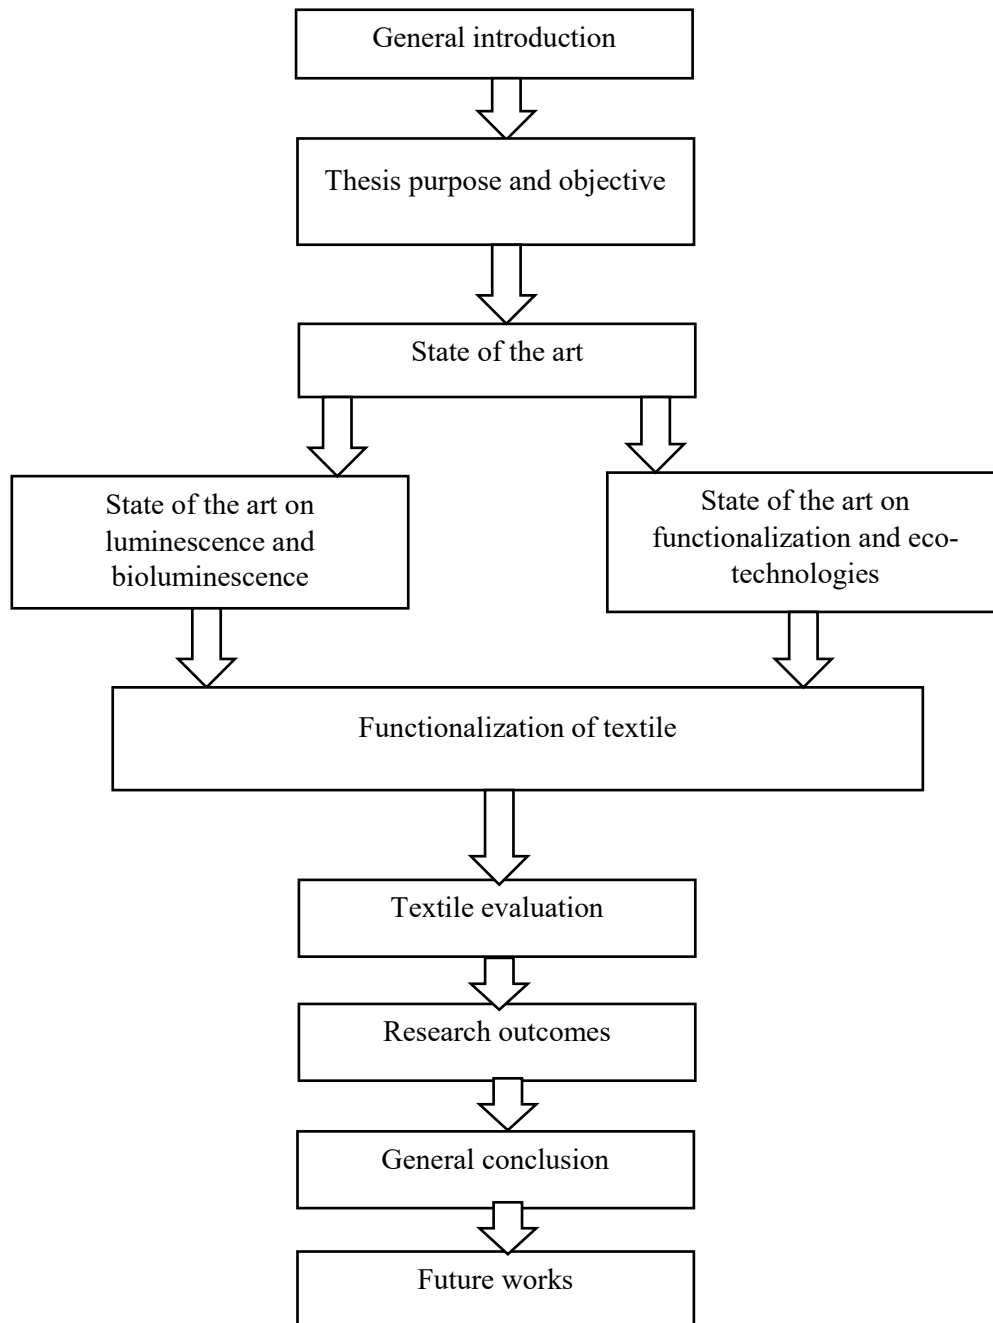 General introduction
Thesis purpose and objective
State of the art
State of the art on
luminescence and
bioluminescence
State of the art on
functionalization and eco-
technologies
Functionalization of textile
Textile evaluation
Research outcomes
General conclusion
Future works